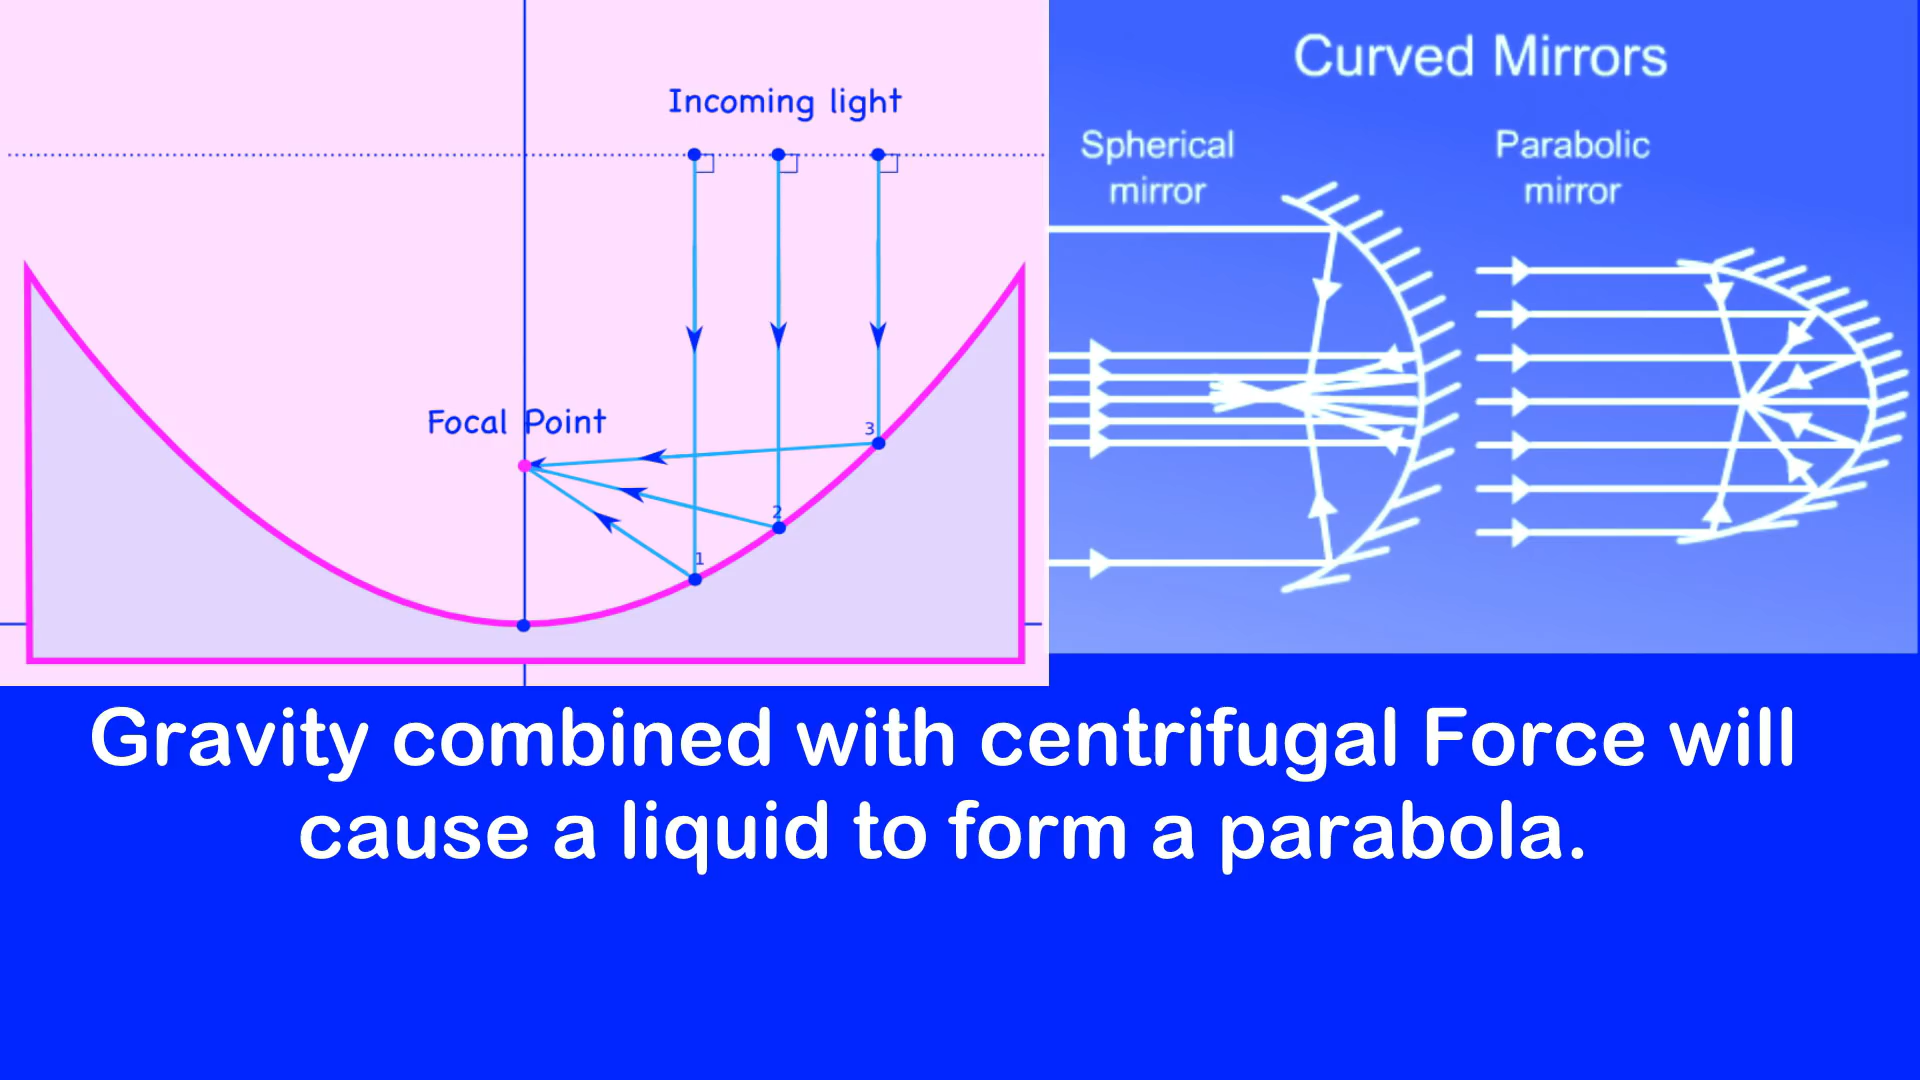 Incoming light
Focal Point
3
2
1
Curved Mirrors
Spherical
mirror
Parabolic
mirror
Gravity combined with centrifugal Force will
cause a liquid to form a parabola.